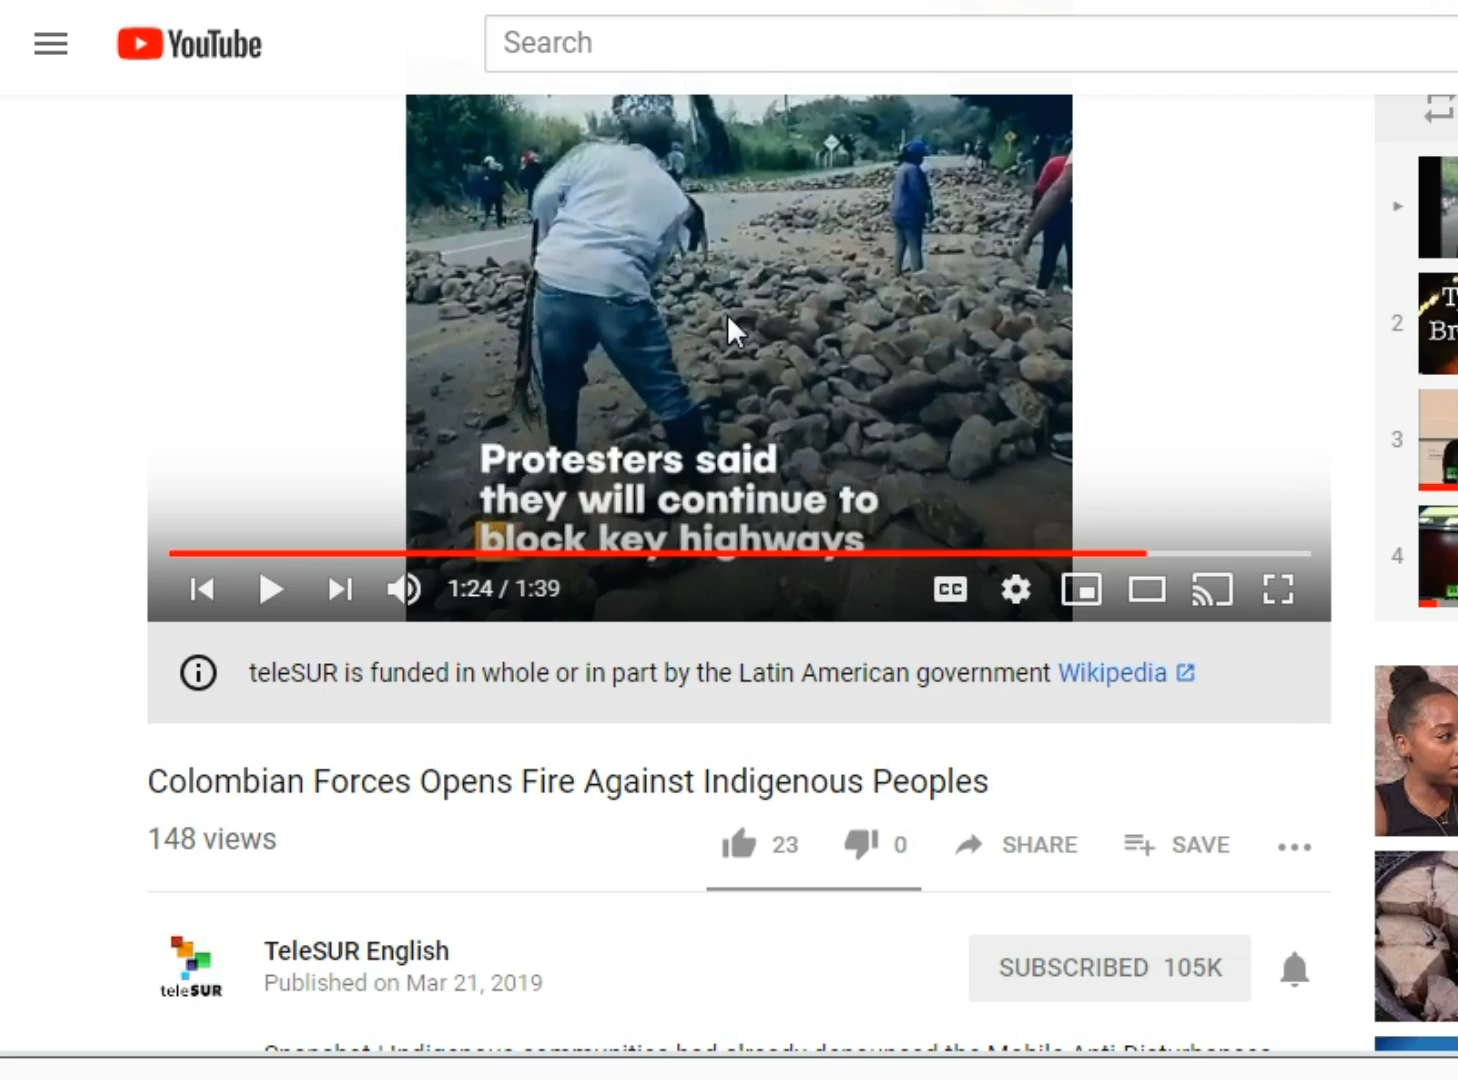 YouTube
Search
Protesters said
they will continue to
block key highways
1:24 / 1:39
CC
teleSUR is funded in whole or in part by the Latin American government Wikipedia
Colombian Forces Opens Fire Against Indigenous Peoples
148 views
23
0
SHARE
SAVE
teleSUR
TeleSUR English
Published on Mar 21, 2019
SUBSCRIBED 105K
2
Br
3
4